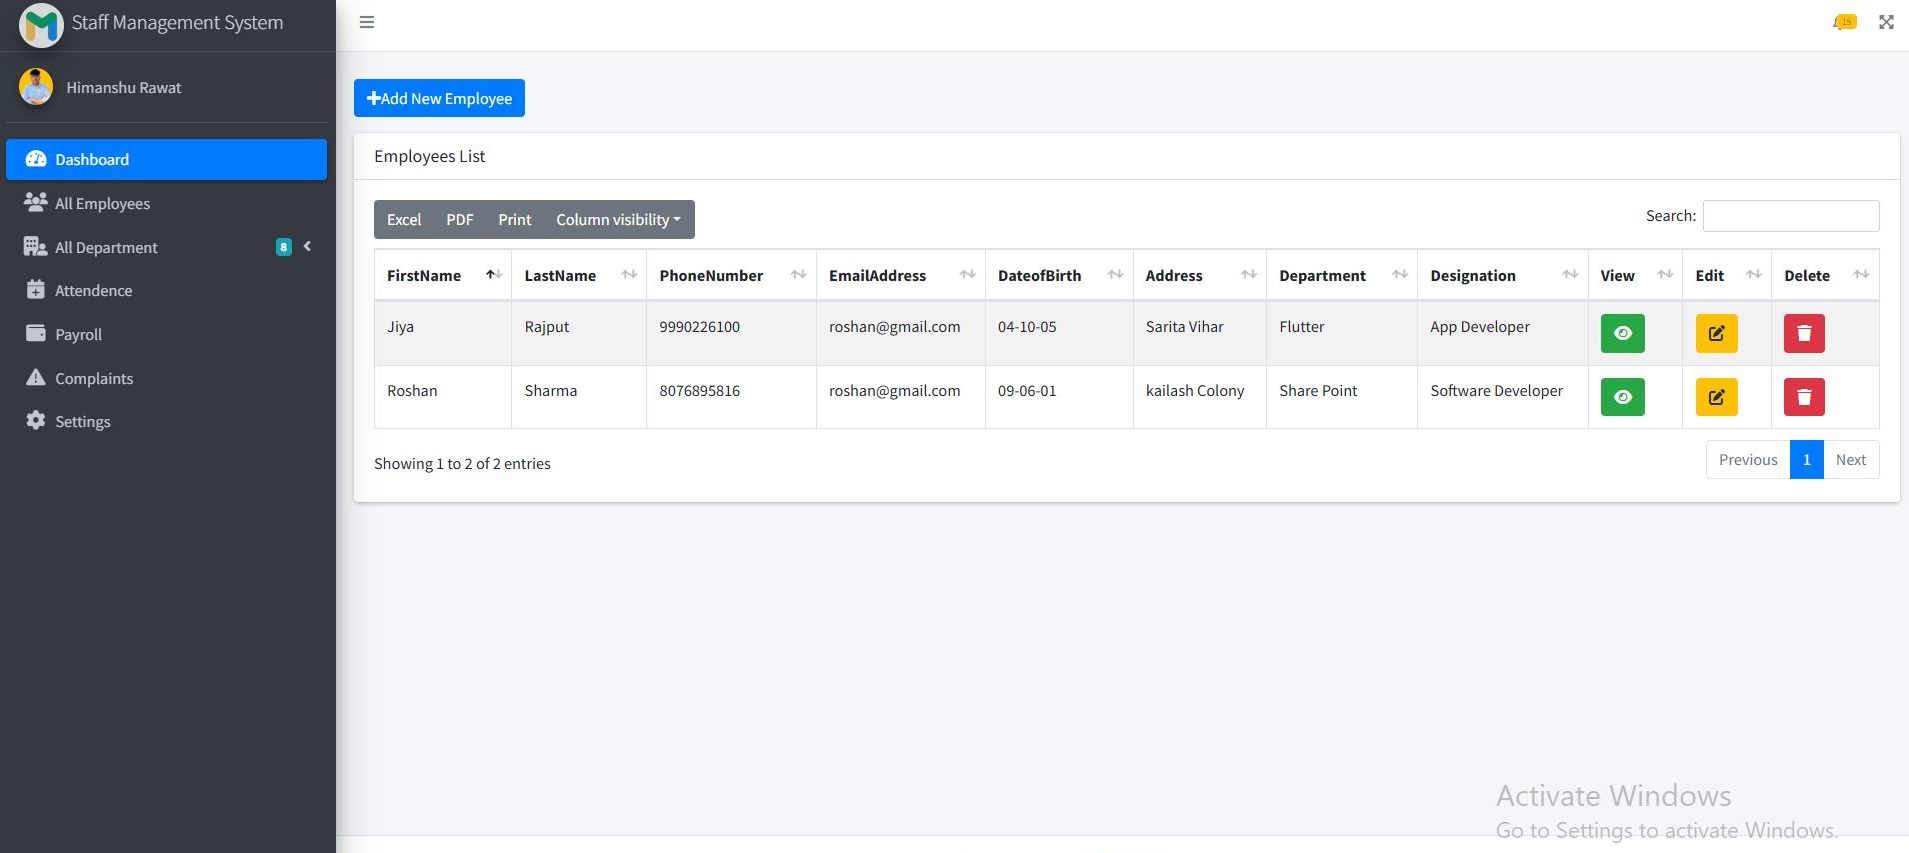 Staff Management System
15
Himanshu Rawat
Dashboard
All Employees
All Department 8
Attendence
Payroll
Complaints
Settings
Add New Employee
Employees List
Excel PDF Print Column visibility
Search:
FirstName LastName PhoneNumber EmailAddress DateofBirth Address Department Designation View Edit Delete
Jiya Rajput 9990226100 roshan@gmail.com 04-10-05 Sarita Vihar Flutter App Developer
Roshan Sharma 8076895816 roshan@gmail.com 09-06-01 kailash Colony Share Point Software Developer
Showing 1 to 2 of 2 entries
Previous 1 Next
Activate Windows
Go to Settings to activate Windows.